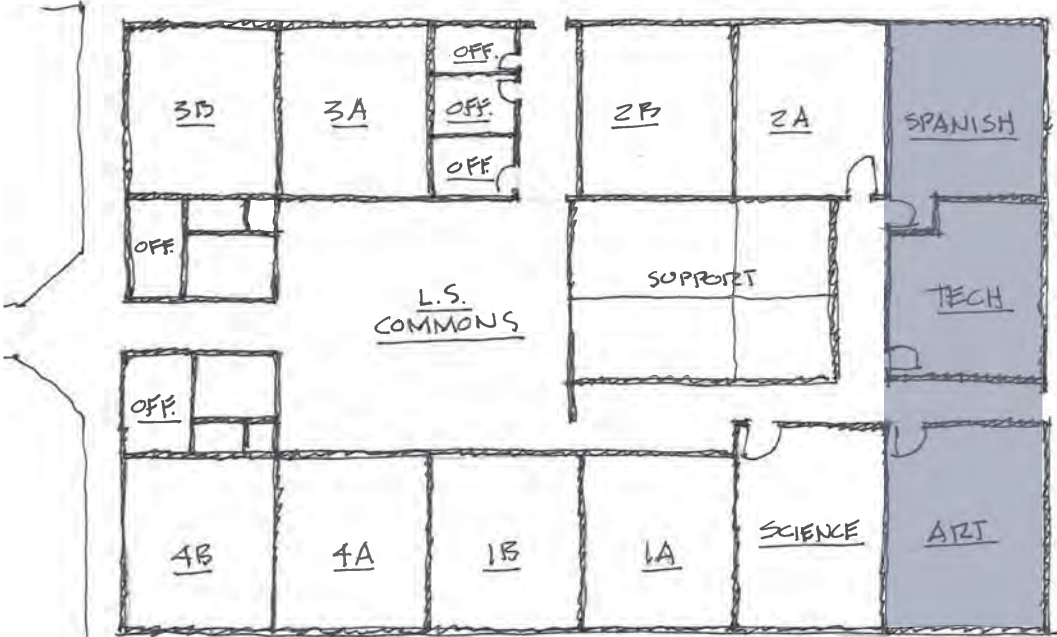 3B
3A
OFF.
OFF.
OFF.
2B
2A
SPANISH
OFF.
L.S.
COMMONS
SUPPORT
TECH
OFF.
4B
4A
1B
1A
SCIENCE
ART